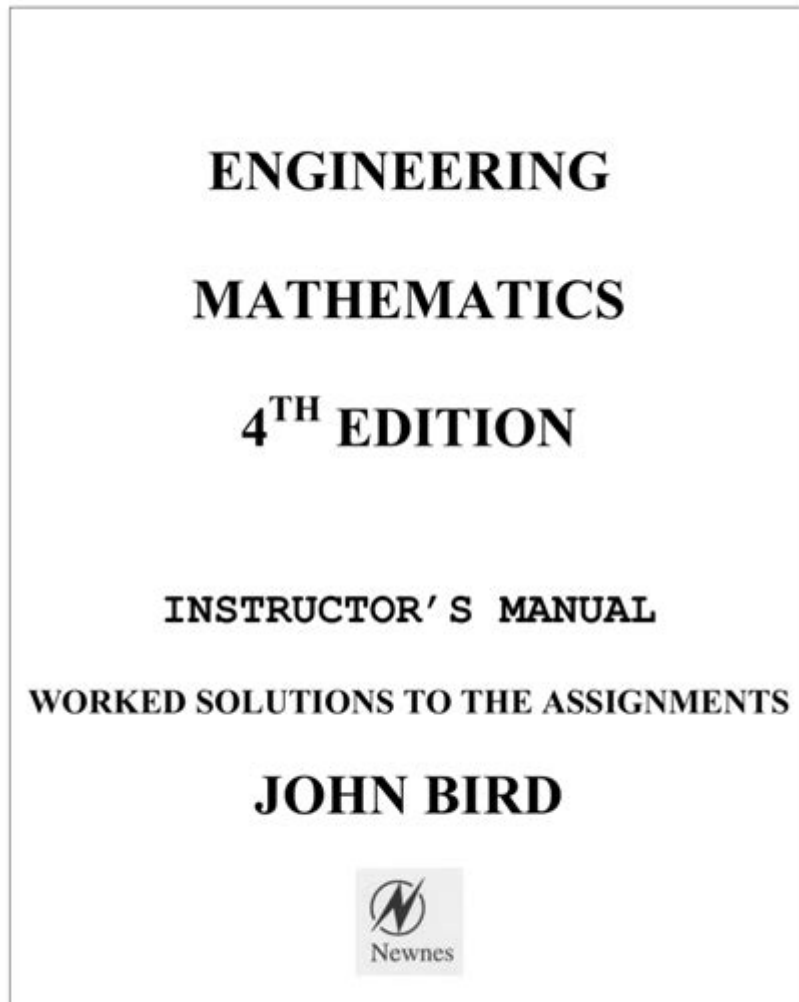 ENGINEERING
MATHEMATICS
4TH EDITION
INSTRUCTOR'S MANUAL
WORKED SOLUTIONS TO THE ASSIGNMENTS
JOHN BIRD
Newnes